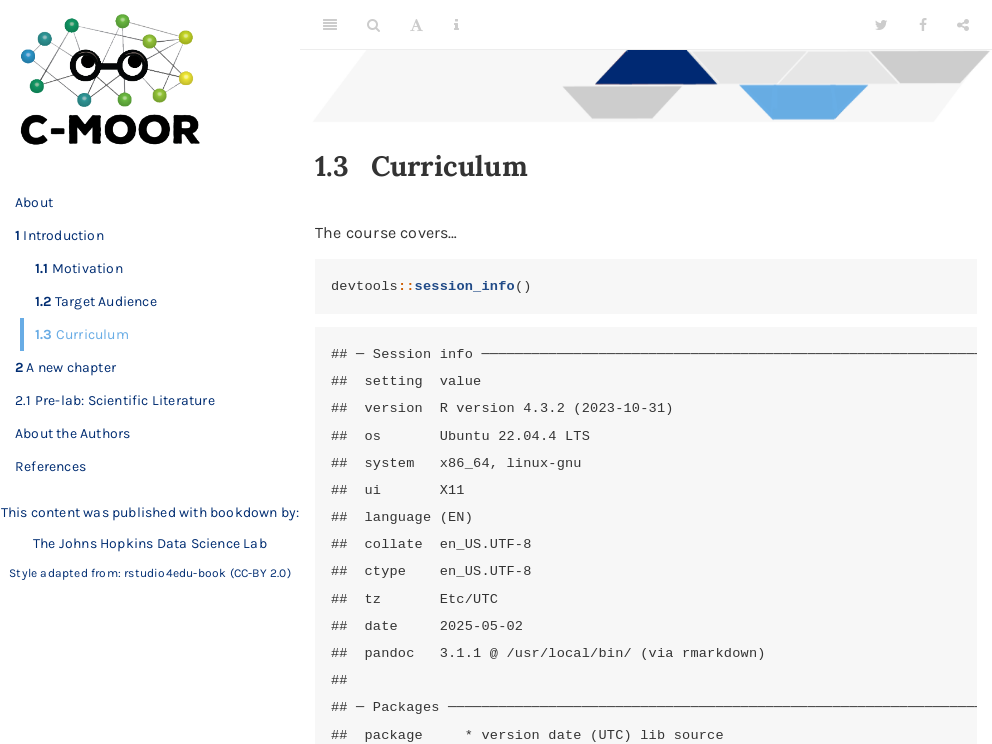 C-MOOR
About
1 Introduction
1.1 Motivation
1.2 Target Audience
1.3 Curriculum
2 A new chapter
2.1 Pre-lab: Scientific Literature
About the Authors
References
This content was published with bookdown by:
The Johns Hopkins Data Science Lab
Style adapted from: rstudio4edu-book (CC-BY 2.0)
1.3 Curriculum
The course covers…
devtools::session_info()
## ─ Session info ───────────────────────────────────────────────────────────
##  setting  value
##  version  R version 4.3.2 (2023-10-31)
##  os       Ubuntu 22.04.4 LTS
##  system   x86_64, linux-gnu
##  ui       X11
##  language (EN)
##  collate  en_US.UTF-8
##  ctype    en_US.UTF-8
##  tz       Etc/UTC
##  date     2025-05-02
##  pandoc   3.1.1 @ /usr/local/bin/ (via rmarkdown)
##
## ─ Packages ───────────────────────────────────────────────────────────────
##  package     * version date (UTC) lib source